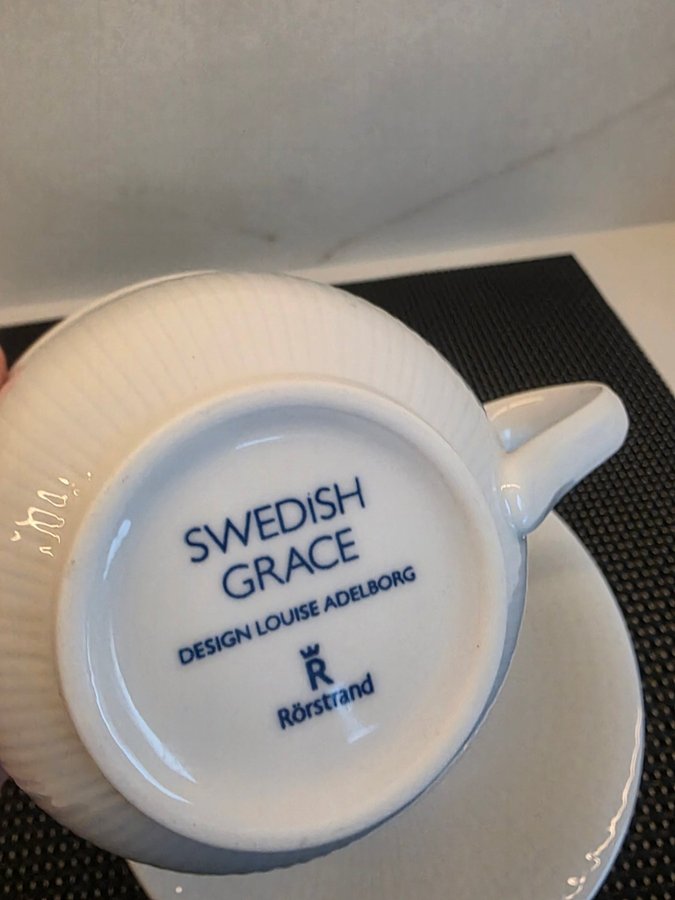 SWEDiSH
GRACE
DESIGN LOUISE ADELBORG
R
Rörstrand